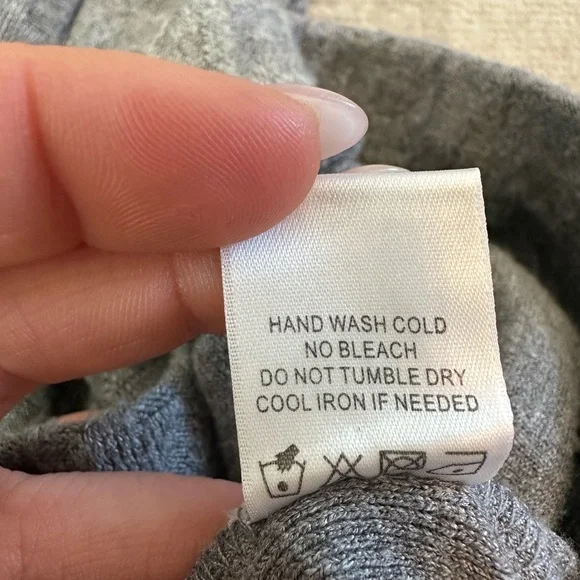 HAND WASH COLD
NO BLEACH
DO NOT TUMBLE DRY
COOL IRON IF NEEDED